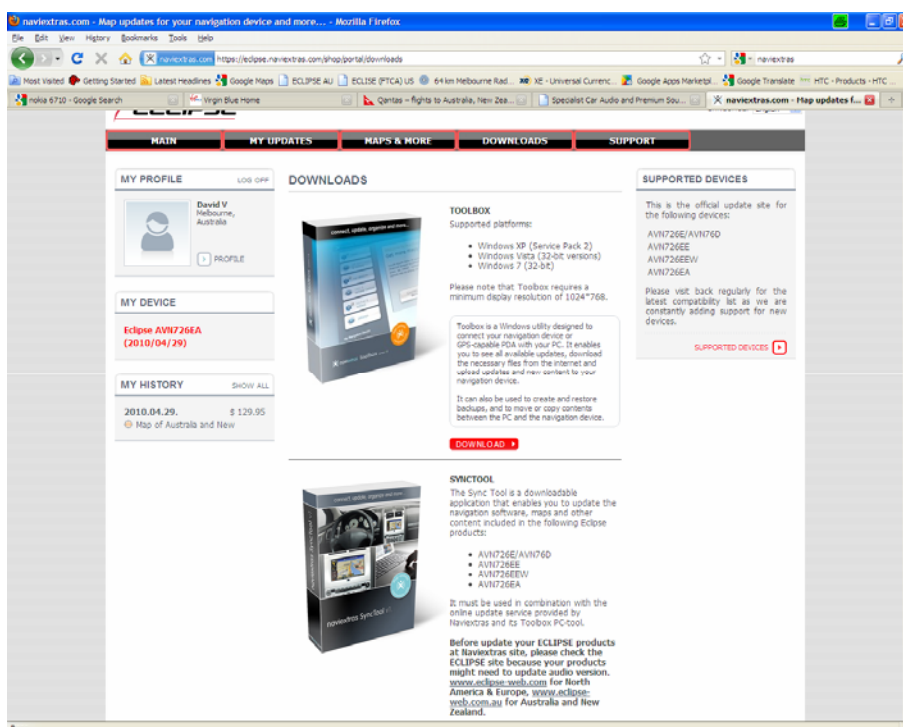 naviextras.com - Map updates for your navigation device and more... - Mozilla Firefox
File Edit View History Bookmarks Tools Help
naviextras.com https://eclipse.naviextras.com/shop/portal/downloads
naviextras
Most Visited Getting Started Latest Headlines Google Maps ECLIPSE AU ECLISE (FTCA) US 64 km Melbourne Rad... XE - Universal Currenc... Google Apps Marketpl... Google Translate HTC - Products - HTC ...
nokia 6710 - Google Search Virgin Blue Home Qantas – flights to Australia, New Zea... Specialist Car Audio and Premium Sou... naviextras.com - Map updates f...
ECLIPSE
MAIN MY UPDATES MAPS & MORE DOWNLOADS SUPPORT
MY PROFILE LOG OFF
David V
Melbourne,
Australia
PROFILE
MY DEVICE
Eclipse AVN726EA
(2010/04/29)
MY HISTORY SHOW ALL
2010.04.29. $ 129.95
Map of Australia and New
DOWNLOADS
connect, update, organize and more...
TOOLBOX
Supported platforms:
• Windows XP (Service Pack 2)
• Windows Vista (32-bit versions)
• Windows 7 (32-bit)
Please note that Toolbox requires a
minimum display resolution of 1024*768.
Toolbox is a Windows utility designed to
connect your navigation device or
GPS-capable PDA with your PC. It enables
you to see all available updates, download
the necessary files from the internet and
upload updates and new content to your
navigation device.
It can also be used to create and restore
backups, and to move or copy contents
between the PC and the navigation device.
DOWNLOAD
connect, update, organize and more...
naviextras SyncTool
SYNCTOOL
The Sync Tool is a downloadable
application that enables you to update the
navigation software, maps and other
content included in the following Eclipse
products:
• AVN726E/AVN76D
• AVN726EE
• AVN726EEW
• AVN726EA
It must be used in combination with the
online update service provided by
Naviextras and its Toolbox PC-tool.
Before update your ECLIPSE products
at Naviextras site, please check the
ECLIPSE site because your products
might need to update audio version.
www.eclipse-web.com for North
America & Europe, www.eclipse-
web.com.au for Australia and New
Zealand.
SUPPORTED DEVICES
This is the official update site for
the following devices:
AVN726E/AVN76D
AVN726EE
AVN726EEW
AVN726EA
Please visit back regularly for the
latest compatibility list as we are
constantly adding support for new
devices.
SUPPORTED DEVICES